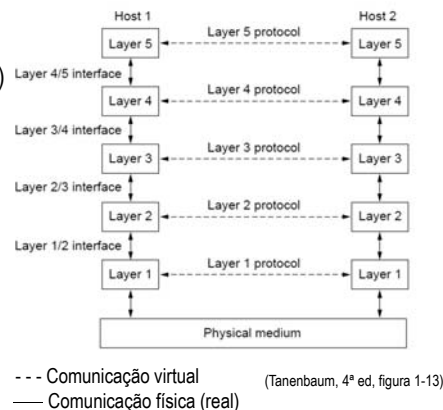 Host 1 Host 2
Layer 5 Layer 5 protocol Layer 5
)
Layer 4/5 interface
Layer 4 Layer 4 protocol Layer 4
Layer 3/4 interface
Layer 3 Layer 3 protocol Layer 3
Layer 2/3 interface
Layer 2 Layer 2 protocol Layer 2
Layer 1/2 interface
Layer 1 Layer 1 protocol Layer 1
Physical medium
- - - Comunicação virtual (Tanenbaum, 4ª ed, figura 1-13)
—— Comunicação física (real)